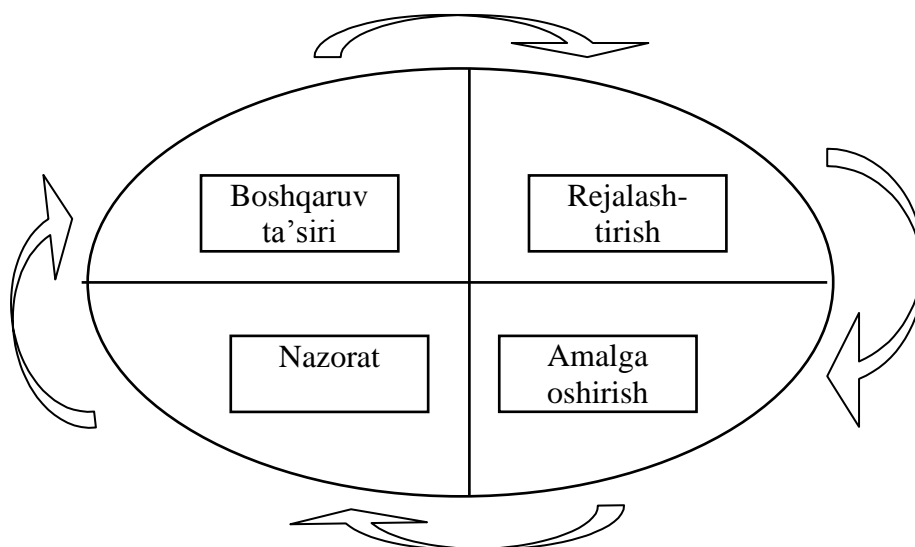 Boshqaruv
ta’siri
Rejalash-
tirish
Nazorat
Amalga
oshirish